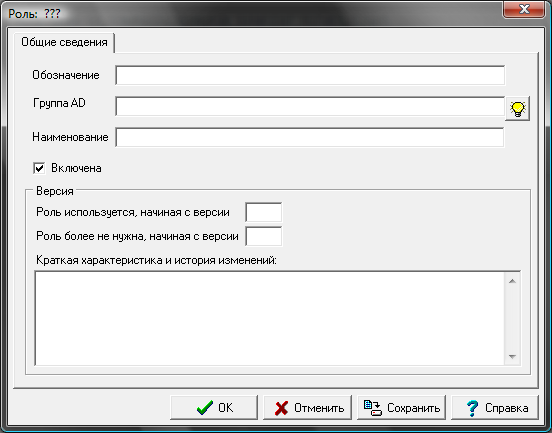 Роль: ???
Общие сведения
Обозначение
Группа AD
Наименование
Включена
Версия
Роль используется, начиная с версии
Роль более не нужна, начиная с версии
Краткая характеристика и история изменений:
OK Отменить Сохранить ? Справка